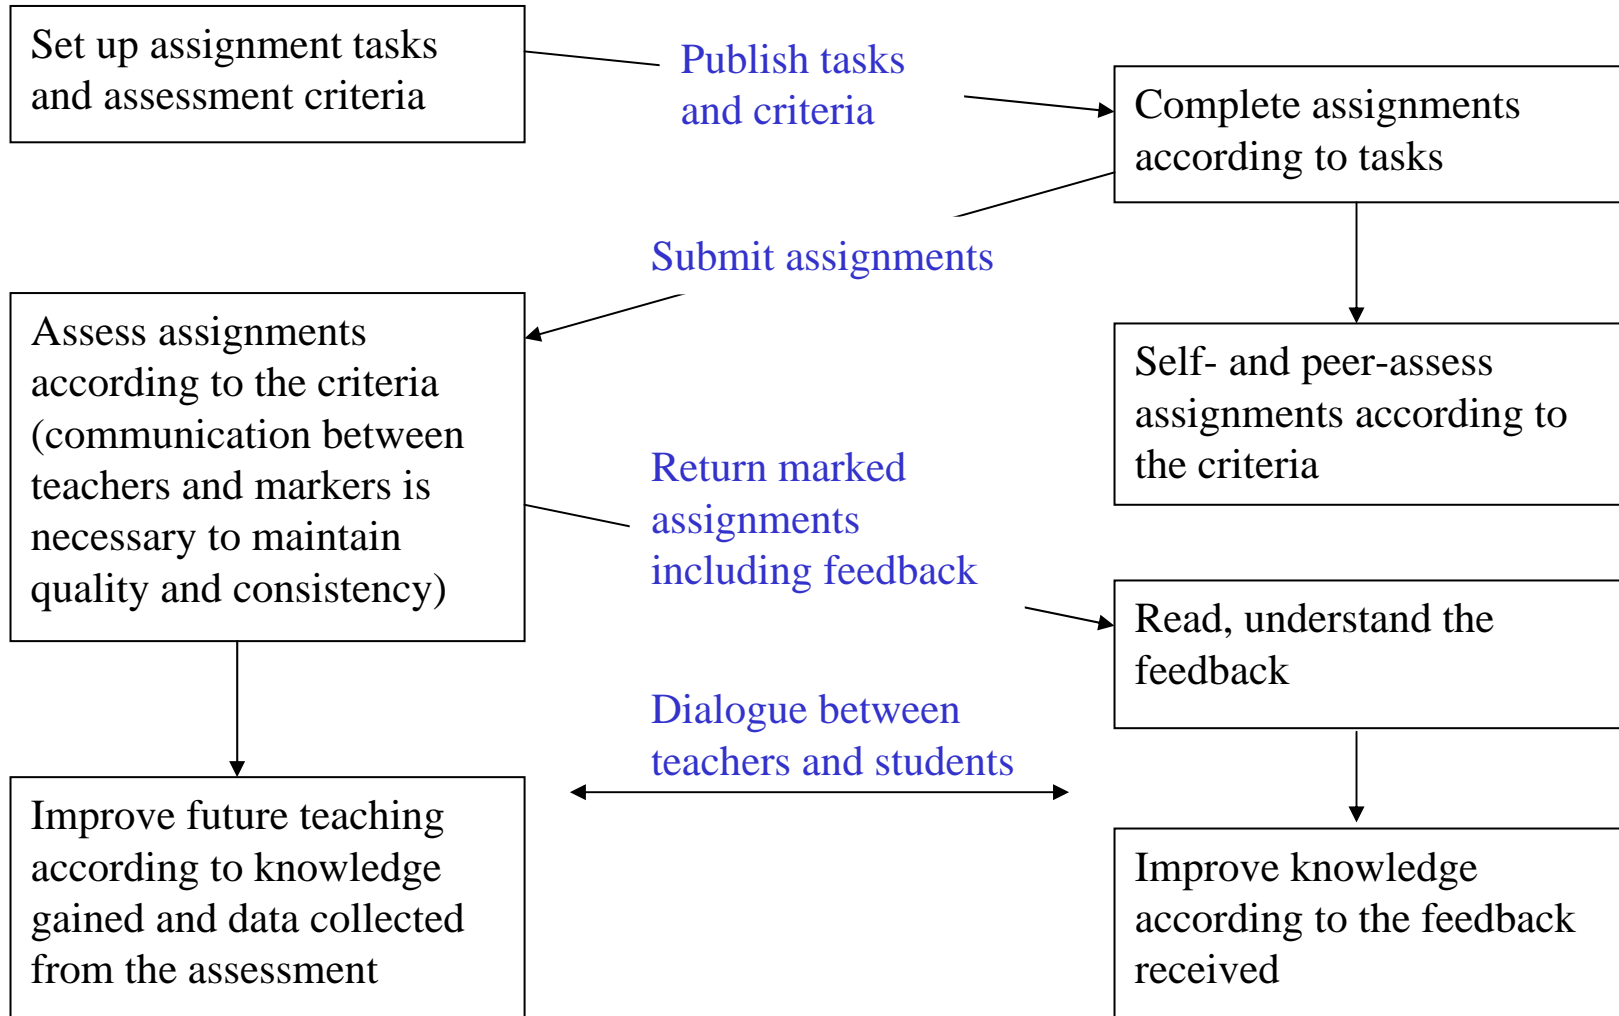 Set up assignment tasks
and assessment criteria
Publish tasks
and criteria
Complete assignments
according to tasks
Submit assignments
Assess assignments
according to the criteria
(communication between
teachers and markers is
necessary to maintain
quality and consistency)
Self- and peer-assess
assignments according to
the criteria
Return marked
assignments
including feedback
Read, understand the
feedback
Dialogue between
teachers and students
Improve future teaching
according to knowledge
gained and data collected
from the assessment
Improve knowledge
according to the feedback
received